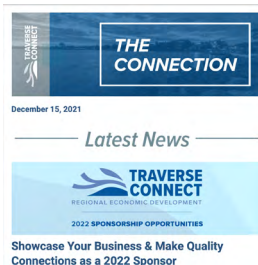 TRAVERSE
CONNECT
THE
CONNECTION
December 15, 2021
Latest News
TRAVERSE
CONNECT
REGIONAL ECONOMIC DEVELOPMENT
2022 SPONSORSHIP OPPORTUNITIES
Showcase Your Business & Make Quality
Connections as a 2022 Sponsor